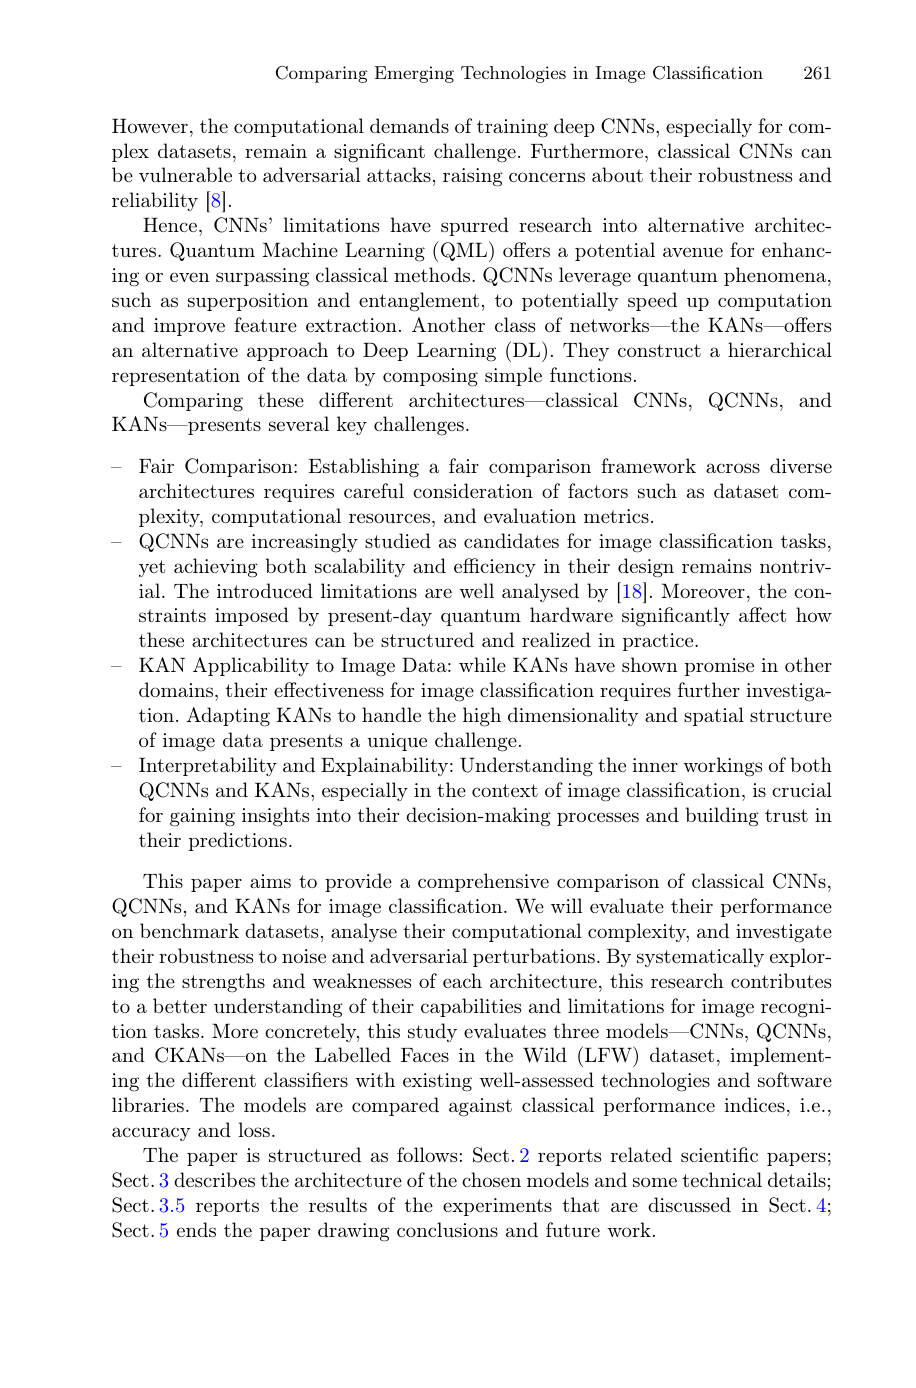 Comparing Emerging Technologies in Image Classification 261
However, the computational demands of training deep CNNs, especially for com-
plex datasets, remain a significant challenge. Furthermore, classical CNNs can
be vulnerable to adversarial attacks, raising concerns about their robustness and
reliability [8].
Hence, CNNs' limitations have spurred research into alternative architec-
tures. Quantum Machine Learning (QML) offers a potential avenue for enhanc-
ing or even surpassing classical methods. QCNNs leverage quantum phenomena,
such as superposition and entanglement, to potentially speed up computation
and improve feature extraction. Another class of networks—the KANs—offers
an alternative approach to Deep Learning (DL). They construct a hierarchical
representation of the data by composing simple functions.
Comparing these different architectures—classical CNNs, QCNNs, and
KANs—presents several key challenges.
– Fair Comparison: Establishing a fair comparison framework across diverse
architectures requires careful consideration of factors such as dataset com-
plexity, computational resources, and evaluation metrics.
– QCNNs are increasingly studied as candidates for image classification tasks,
yet achieving both scalability and efficiency in their design remains nontriv-
ial. The introduced limitations are well analysed by [18]. Moreover, the con-
straints imposed by present-day quantum hardware significantly affect how
these architectures can be structured and realized in practice.
– KAN Applicability to Image Data: while KANs have shown promise in other
domains, their effectiveness for image classification requires further investiga-
tion. Adapting KANs to handle the high dimensionality and spatial structure
of image data presents a unique challenge.
– Interpretability and Explainability: Understanding the inner workings of both
QCNNs and KANs, especially in the context of image classification, is crucial
for gaining insights into their decision-making processes and building trust in
their predictions.
This paper aims to provide a comprehensive comparison of classical CNNs,
QCNNs, and KANs for image classification. We will evaluate their performance
on benchmark datasets, analyse their computational complexity, and investigate
their robustness to noise and adversarial perturbations. By systematically explor-
ing the strengths and weaknesses of each architecture, this research contributes
to a better understanding of their capabilities and limitations for image recogni-
tion tasks. More concretely, this study evaluates three models—CNNs, QCNNs,
and CKANs—on the Labelled Faces in the Wild (LFW) dataset, implement-
ing the different classifiers with existing well-assessed technologies and software
libraries. The models are compared against classical performance indices, i.e.,
accuracy and loss.
The paper is structured as follows: Sect. 2 reports related scientific papers;
Sect. 3 describes the architecture of the chosen models and some technical details;
Sect. 3.5 reports the results of the experiments that are discussed in Sect. 4;
Sect. 5 ends the paper drawing conclusions and future work.